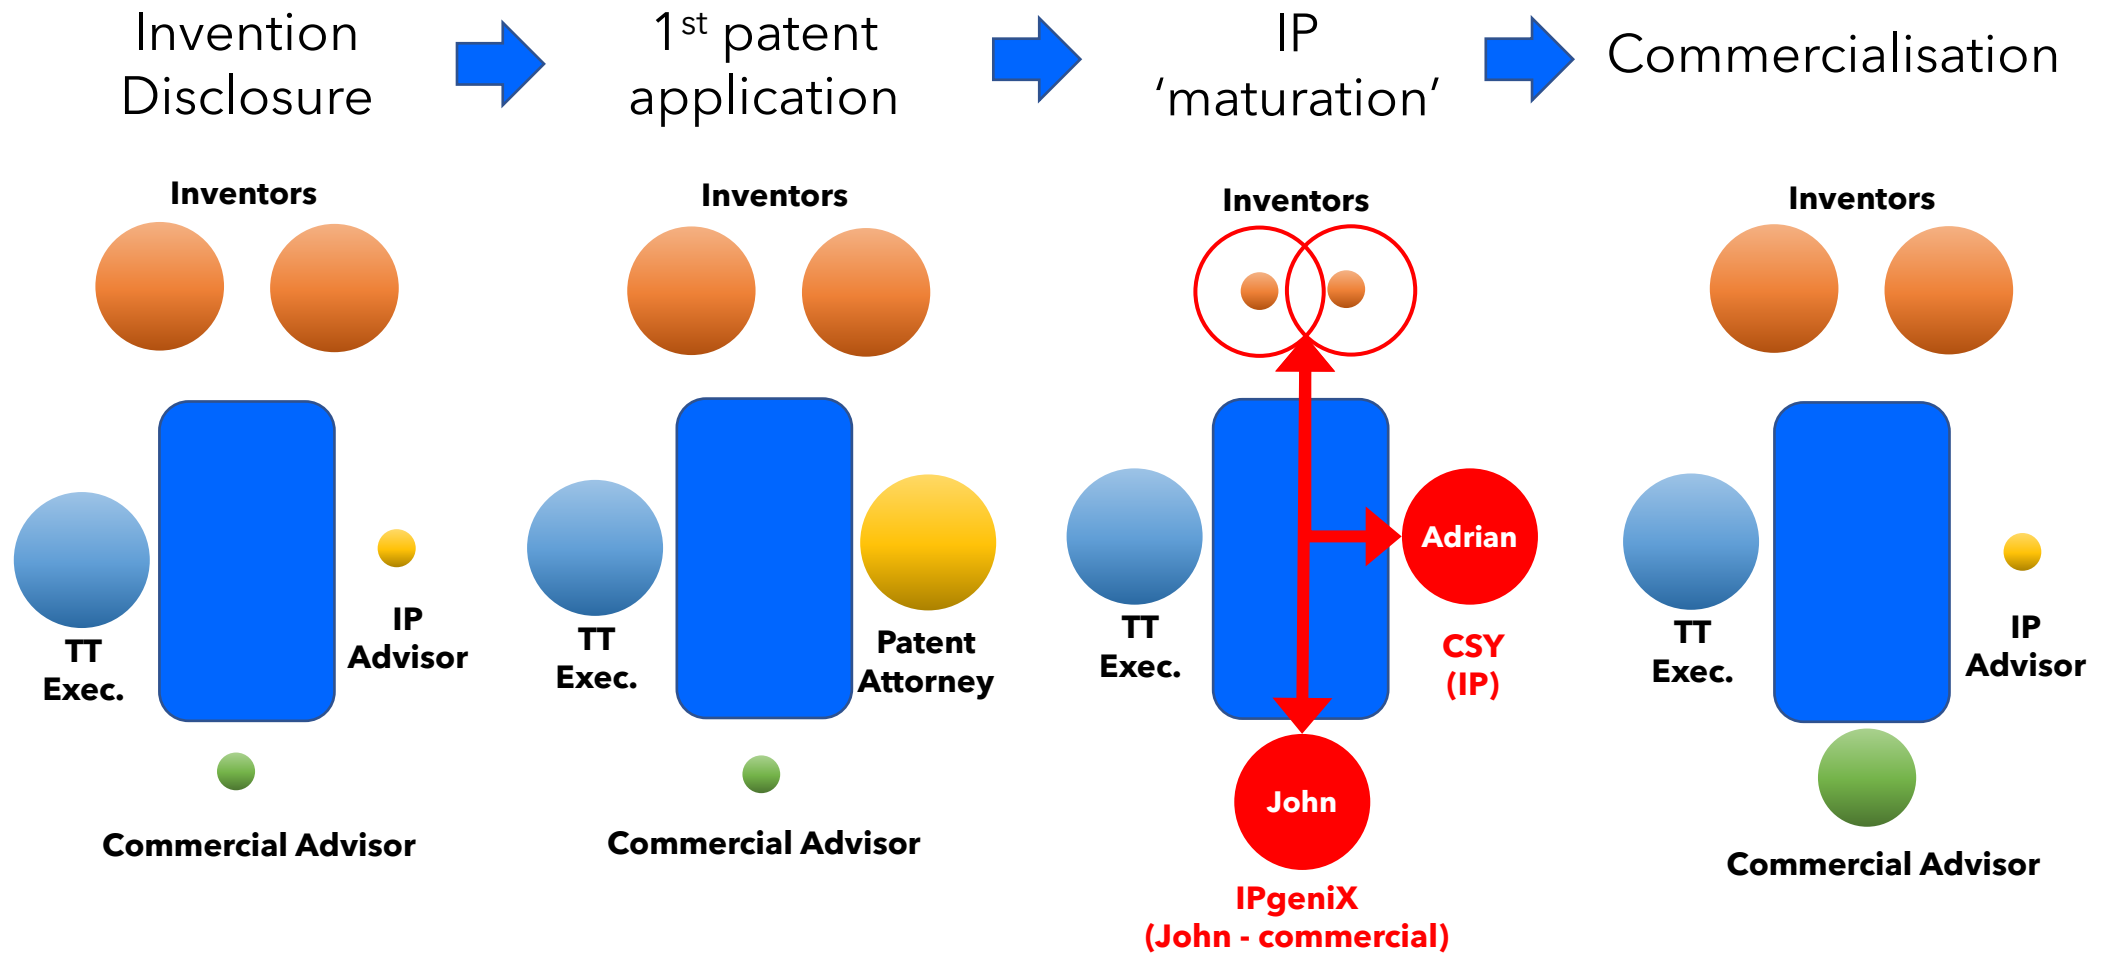 Invention
Disclosure
1st patent
application
IP
‘maturation’
Commercialisation
Inventors
Inventors
Inventors
Inventors
TT
Exec.
IP
Advisor
Commercial Advisor
TT
Exec.
Patent
Attorney
Commercial Advisor
TT
Exec.
Adrian
CSY
(IP)
John
IPgeniX
(John - commercial)
TT
Exec.
IP
Advisor
Commercial Advisor